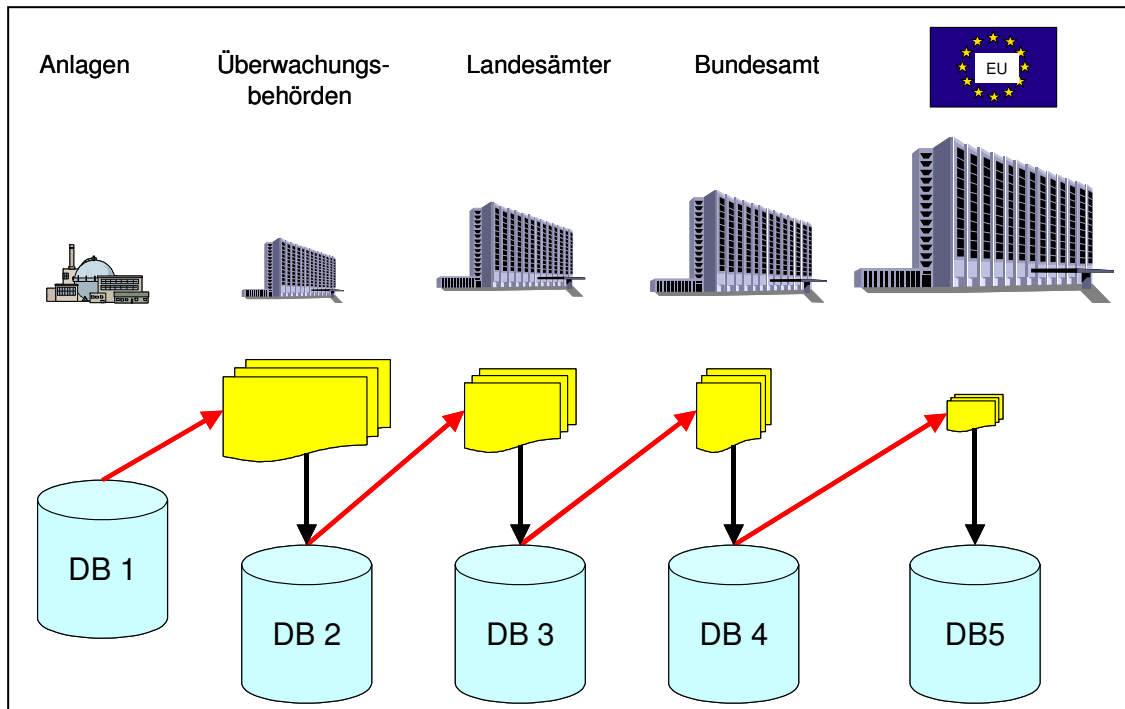 Anlagen
Überwachungs-
behörden
Landesämter
Bundesamt
EU
DB 1
DB 2
DB 3
DB 4
DB5